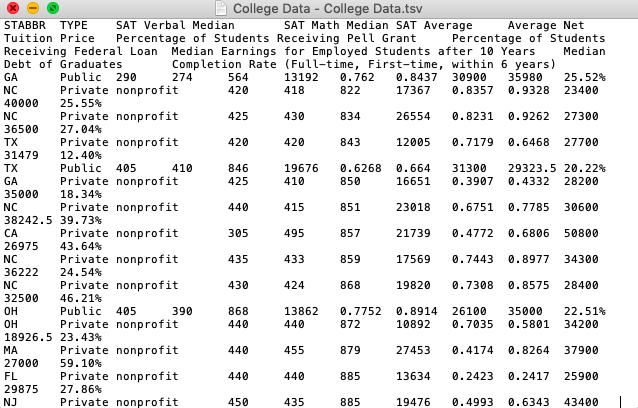 College Data - College Data.tsv
STABBR TYPE SAT Verbal Median SAT Math Median SAT Average Average Net
Tuition Price Percentage of Students Receiving Pell Grant Percentage of Students
Receiving Federal Loan Median Earnings for Employed Students after 10 Years Median
Debt of Graduates Completion Rate (Full-time, First-time, within 6 years)
GA Public 290 274 564 13192 0.762 0.8437 30900 35980 25.52%
NC Private nonprofit 420 418 822 17367 0.8357 0.9328 23400
40000 25.55%
NC Private nonprofit 425 430 834 26554 0.8231 0.9262 27300
36500 27.04%
TX Private nonprofit 420 420 843 12005 0.7179 0.6468 27700
31479 12.40%
TX Public 405 410 846 19676 0.6268 0.664 31300 29323.5 20.22%
GA Private nonprofit 425 410 850 16651 0.3907 0.4332 28200
35000 18.34%
NC Private nonprofit 440 415 851 23018 0.6751 0.7785 30600
38242.5 39.73%
CA Private nonprofit 305 495 857 21739 0.4772 0.6806 50800
26975 43.64%
NC Private nonprofit 435 433 859 17569 0.7443 0.8977 34300
36222 24.54%
NC Private nonprofit 430 424 868 19820 0.7308 0.8575 28400
32500 46.21%
OH Public 405 390 868 13862 0.7752 0.8914 26100 35000 22.51%
OH Private nonprofit 440 440 872 10892 0.7035 0.5801 34200
18926.5 23.43%
MA Private nonprofit 440 455 879 27453 0.4174 0.8264 37900
27000 59.10%
FL Private nonprofit 440 440 885 13634 0.2423 0.2417 25900
29875 27.86%
NJ Private nonprofit 450 435 885 19476 0.4993 0.6343 43400